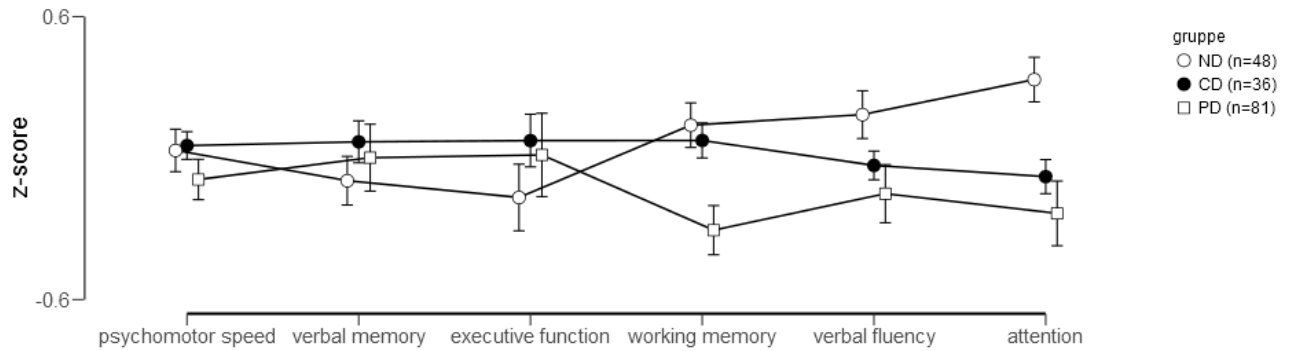 0.6
z-score
-0.6
psychomotor speed verbal memory executive function working memory verbal fluency attention
gruppe
ND (n=48)
CD (n=36)
PD (n=81)